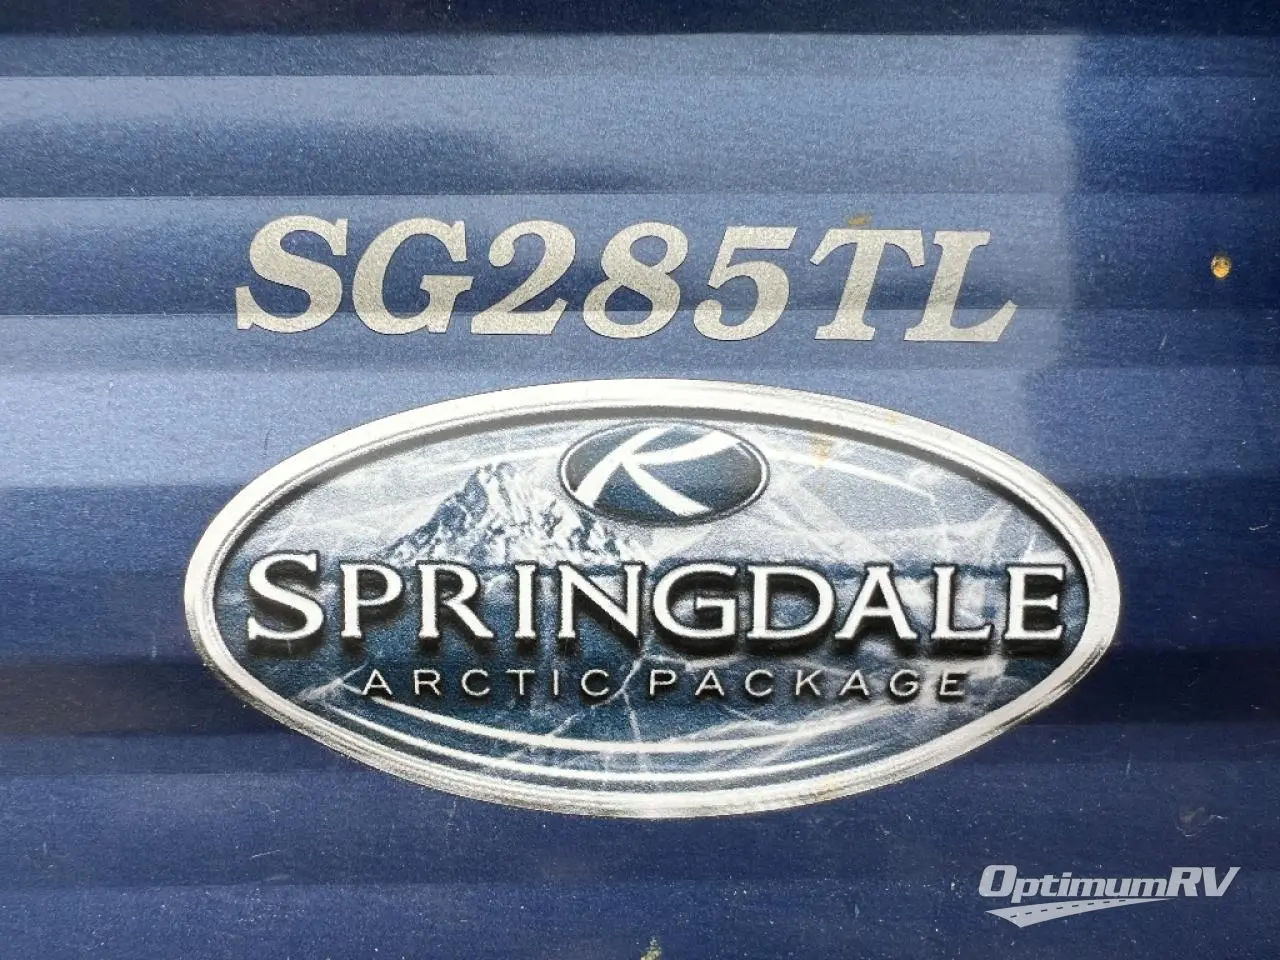 SG285TL
K
SPRINGDALE
ARCTIC PACKAGE
OptimumRV